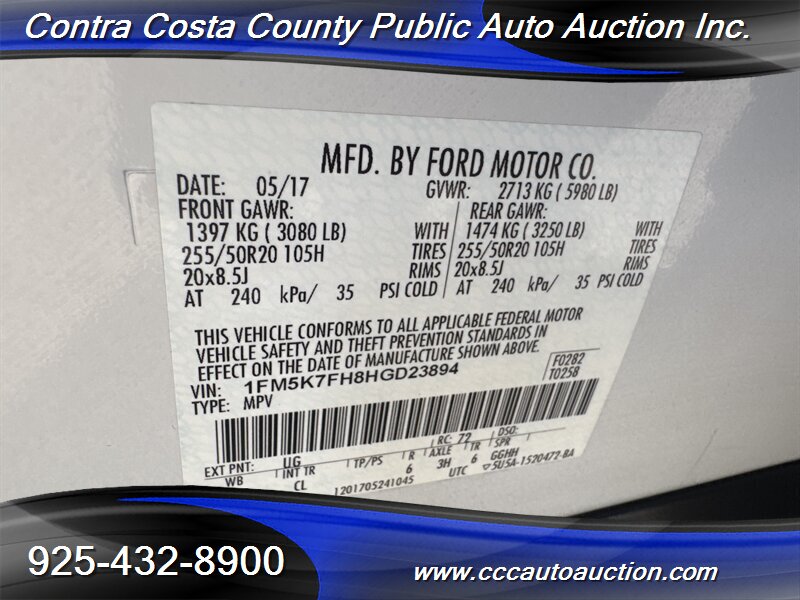 Contra Costa County Public Auto Auction Inc.
MFD. BY FORD MOTOR CO.
DATE: 05/17 GVWR: 2713 KG ( 5980 LB)
FRONT GAWR: REAR GAWR:
1397 KG ( 3080 LB) WITH 1474 KG ( 3250 LB) WITH
255/50R20 105H TIRES 255/50R20 105H TIRES
20x8.5J RIMS 20x8.5J RIMS
AT 240 kPa/ 35 PSI COLD AT 240 kPa/ 35 PSI COLD
THIS VEHICLE CONFORMS TO ALL APPLICABLE FEDERAL MOTOR
VEHICLE SAFETY AND THEFT PREVENTION STANDARDS IN
EFFECT ON THE DATE OF MANUFACTURE SHOWN ABOVE.
VIN: 1FM5K7FH8HGD23894 F0282
TYPE: MPV T0258
EXT PNT: UG RC: 72 DSO:
WB INT TR TP/PS R AXLE TR SPR
CL 6 3H 6 GGHH
1201705241045 UTC ▽5U5A-1520472-BA
925-432-8900
www.cccautoauction.com